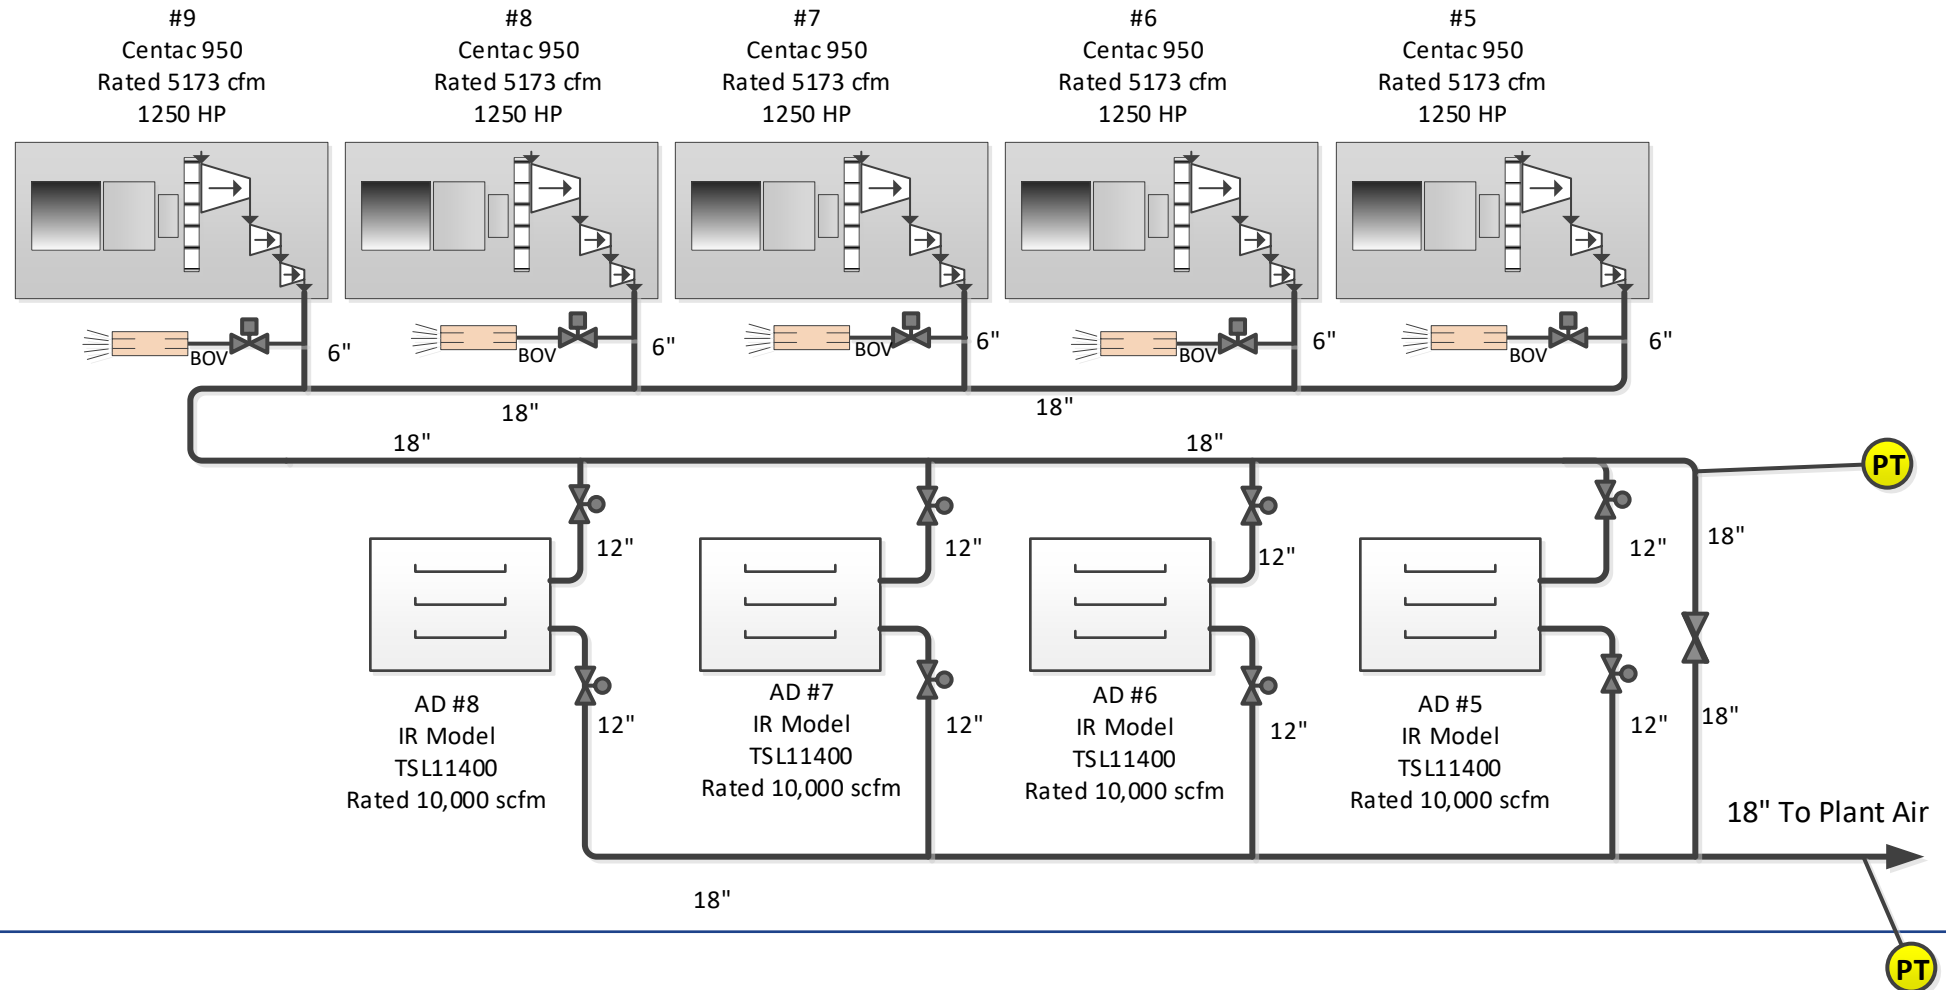 #9
Centac 950
Rated 5173 cfm
1250 HP
#8
Centac 950
Rated 5173 cfm
1250 HP
#7
Centac 950
Rated 5173 cfm
1250 HP
#6
Centac 950
Rated 5173 cfm
1250 HP
#5
Centac 950
Rated 5173 cfm
1250 HP
BOV
6"
BOV
6"
BOV
6"
BOV
6"
BOV
6"
18"
18"
18"
18"
PT
12"
12"
12"
12"
18"
AD #8
IR Model
TSL11400
Rated 10,000 scfm
12"
AD #7
IR Model
TSL11400
Rated 10,000 scfm
12"
AD #6
IR Model
TSL11400
Rated 10,000 scfm
12"
AD #5
IR Model
TSL11400
Rated 10,000 scfm
12"
18"
18" To Plant Air
18"
PT